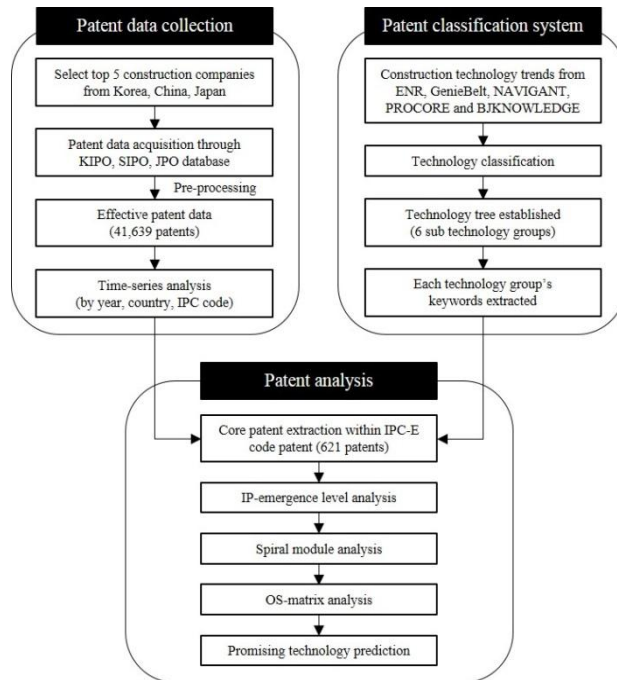 Patent data collection
Select top 5 construction companies
from Korea, China, Japan
Patent data acquisition through
KIPO, SIPO, JPO database
Pre-processing
Effective patent data
(41,639 patents)
Time-series analysis
(by year, country, IPC code)
Patent classification system
Construction technology trends from
ENR, GenieBelt, NAVIGANT,
PROCORE and BJKNOWLEDGE
Technology classification
Technology tree established
(6 sub technology groups)
Each technology group's
keywords extracted
Patent analysis
Core patent extraction within IPC-E
code patent (621 patents)
IP-emergence level analysis
Spiral module analysis
OS-matrix analysis
Promising technology prediction